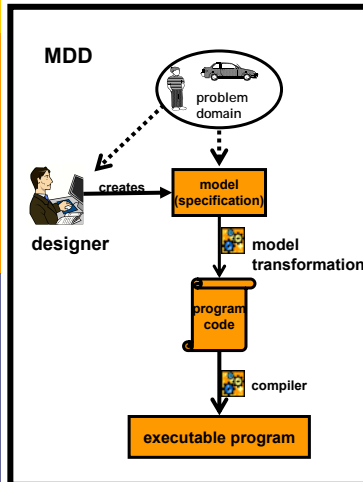 MDD
problem
domain
creates
model
(specification)
designer
model
transformation
program
code
compiler
executable program